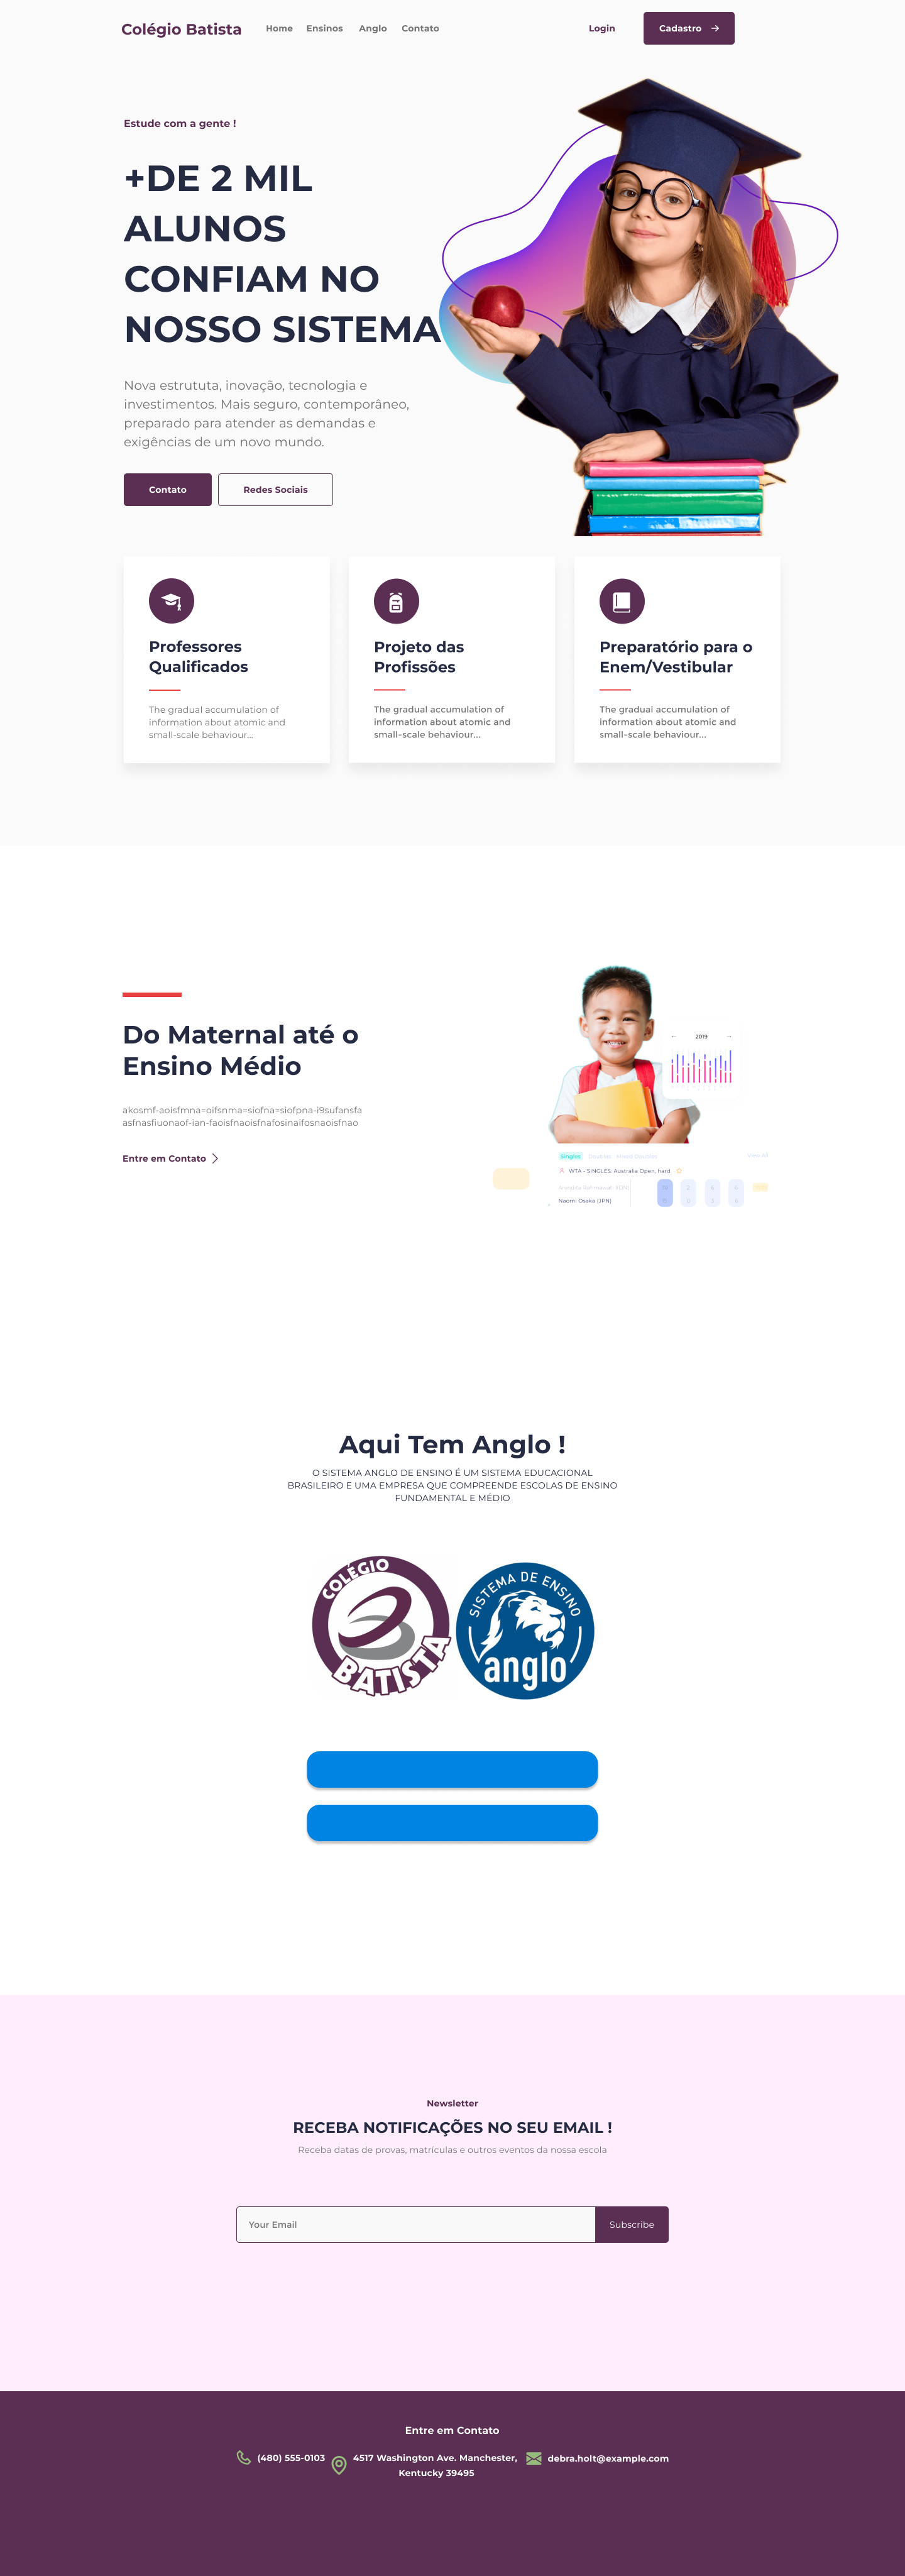 Colégio Batista
Home
Ensinos
Anglo
Contato
Login
Cadastro
Estude com a gente !
+DE 2 MIL
ALUNOS
CONFIAM NO
NOSSO SISTEMA
Nova estrututa, inovação, tecnologia e
investimentos. Mais seguro, contemporâneo,
preparado para atender as demandas e
exigências de um novo mundo.
Contato
Redes Sociais
Professores
Qualificados
The gradual accumulation of
information about atomic and
small-scale behaviour...
Projeto das
Profissões
The gradual accumulation of
information about atomic and
small-scale behaviour...
Preparatório para o
Enem/Vestibular
The gradual accumulation of
information about atomic and
small-scale behaviour...
Do Maternal até o
Ensino Médio
akosmf-aoisfmna=oifsnma=siofna=siofpna-i9sufansfa
asfnasfiuonaof-ian-faoisfnaoisfnafosinaifosnaoisfnao
Entre em Contato
2019
Singles
Doubles
Mixed Doubles
View all
WTA - SINGLES: Australia Open, hard
Naomi Osaka (JPN)
Aqui Tem Anglo !
O SISTEMA ANGLO DE ENSINO É UM SISTEMA EDUCACIONAL
BRASILEIRO E UMA EMPRESA QUE COMPREENDE ESCOLAS DE ENSINO
FUNDAMENTAL E MÉDIO
COLÉGIO
BATISTA
SISTEMA DE ENSINO
anglo
Newsletter
RECEBA NOTIFICAÇÕES NO SEU EMAIL !
Receba datas de provas, matrículas e outros eventos da nossa escola
Your Email
Subscribe
Entre em Contato
(480) 555-0103
4517 Washington Ave. Manchester,
Kentucky 39495
debra.holt@example.com